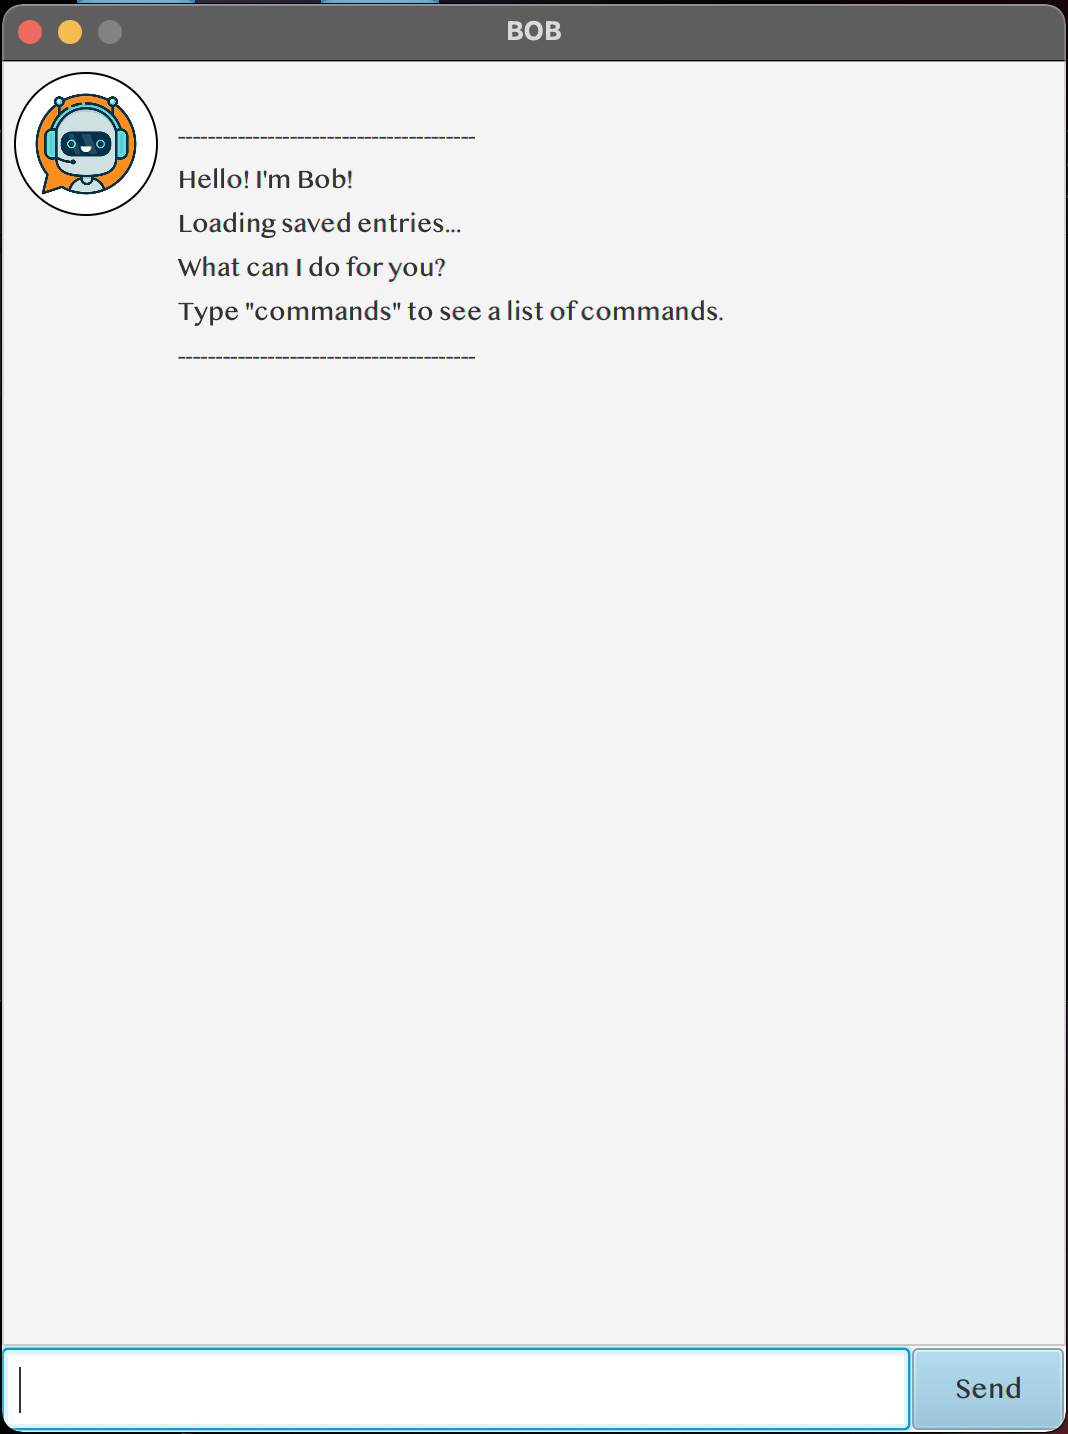 BOB
----------------------------------------
Hello! I'm Bob!
Loading saved entries...
What can I do for you?
Type "commands" to see a list of commands.
----------------------------------------
Send